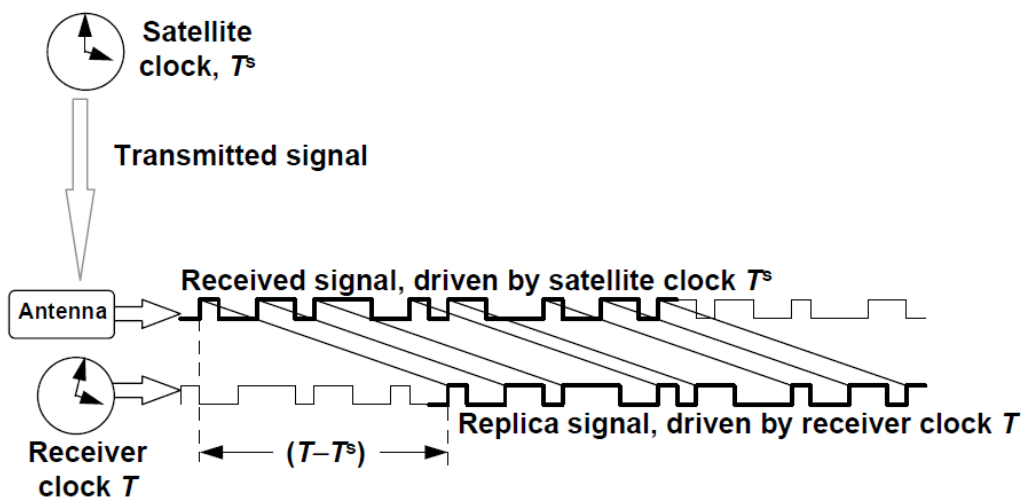 Satellite
clock, Tˢ
Transmitted signal
Received signal, driven by satellite clock Tˢ
Antenna
Replica signal, driven by receiver clock T
Receiver
clock T
(T–Tˢ)